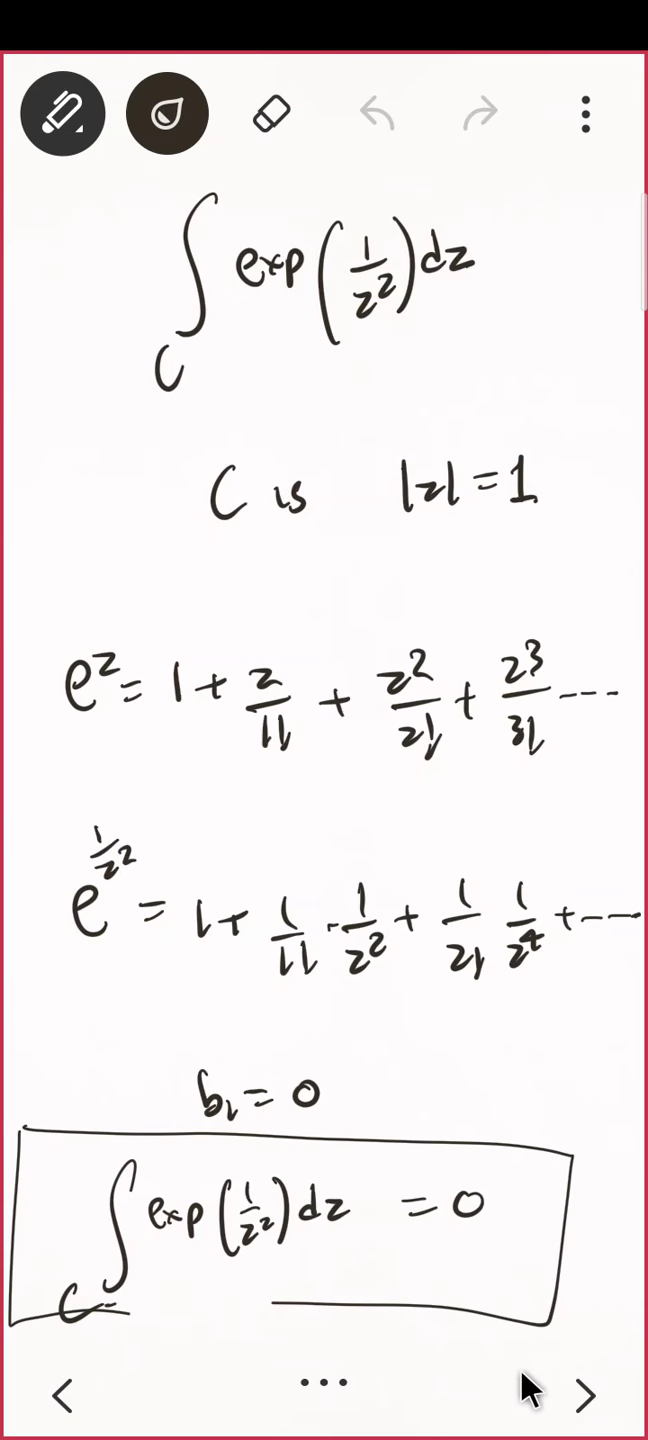 ∫_C exp(1/z²)dz
C is |z|=1
e^z = 1 + z/1! + z²/2! + z³/3! ---
e^(1/z²) = 1 + 1/1! · 1/z² + 1/2! 1/z⁴ + ---
b₁ = 0
∫_C exp(1/z²)dz = 0